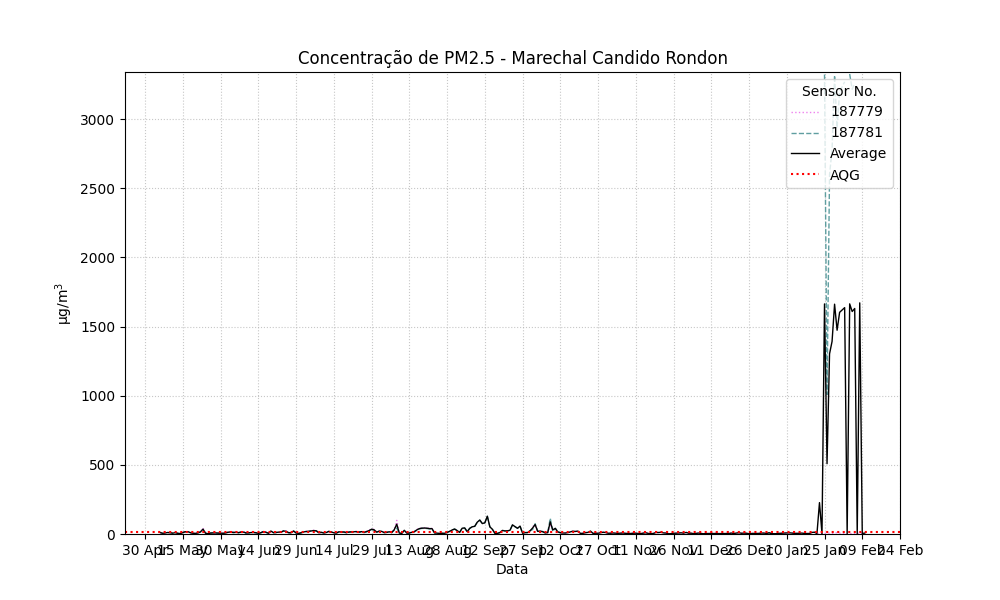 Concentração de PM2.5 - Marechal Candido Rondon
Sensor No.
187779
187781
Average
AQG
3000
2500
2000
1500
1000
500
0
µg/m³
30 Apr 15 May 30 May 14 Jun 29 Jun 14 Jul 29 Jul 13 Aug 28 Aug 12 Sep 27 Sep 12 Oct 27 Oct 11 Nov 26 Nov 11 Dec 26 Dec 10 Jan 25 Jan 09 Feb 24 Feb
Data